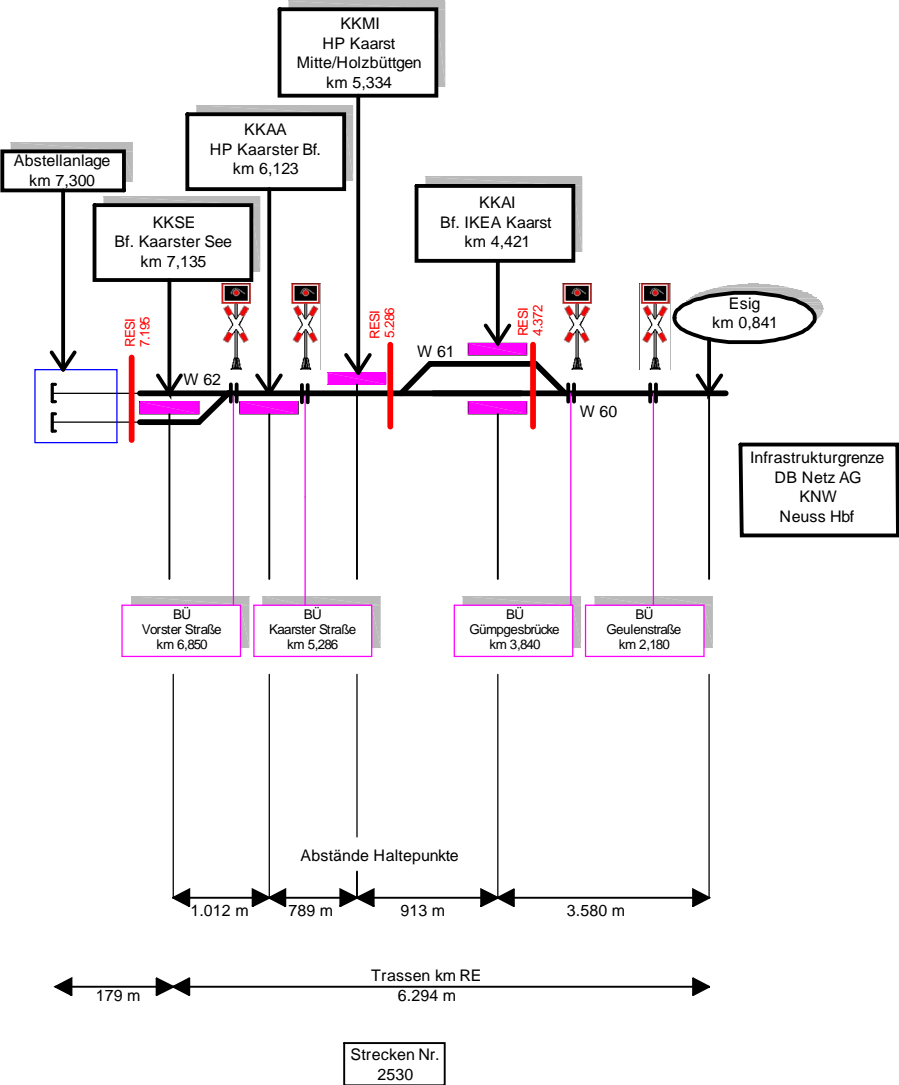 KKMI
HP Kaarst
Mitte/Holzbüttgen
km 5,334
KKAA
HP Kaarster Bf.
km 6,123
Abstellanlage
km 7,300
KKSE
Bf. Kaarster See
km 7,135
KKAI
Bf. IKEA Kaarst
km 4,421
Esig
km 0,841
RESI
7.195
RESI
5.286
RESI
4.372
W 62
W 61
W 60
Infrastrukturgrenze
DB Netz AG
KNW
Neuss Hbf
BÜ
Vorster Straße
km 6,850
BÜ
Kaarster Straße
km 5,286
BÜ
Gümpgesbrücke
km 3,840
BÜ
Geulenstraße
km 2,180
Abstände Haltepunkte
1.012 m
789 m
913 m
3.580 m
Trassen km RE
179 m
6.294 m
Strecken Nr.
2530